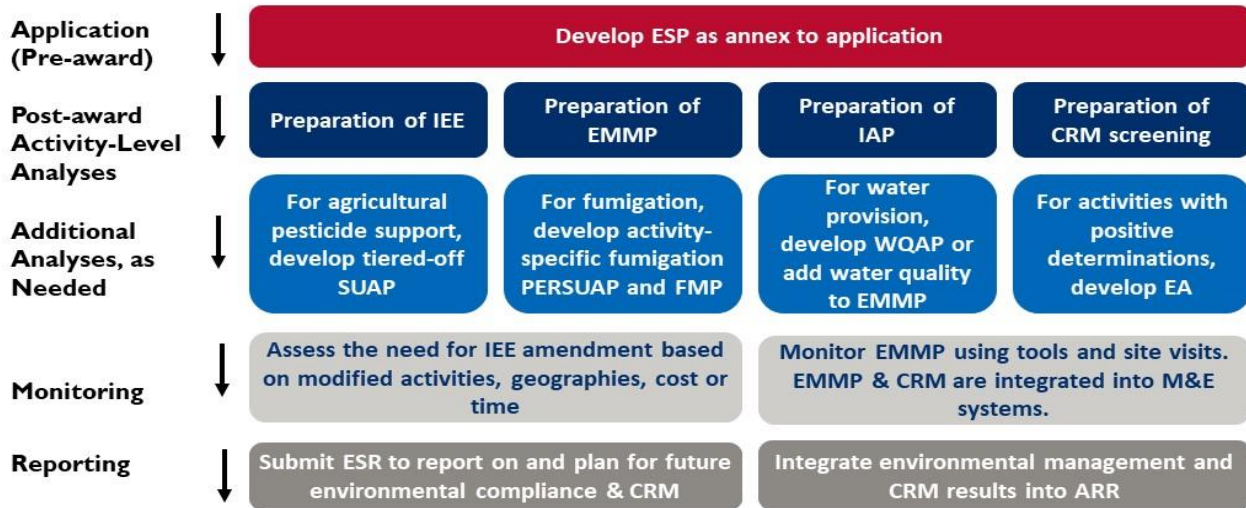 Application
(Pre-award)
Develop ESP as annex to application
Post-award
Activity-Level
Analyses
Preparation of IEE
Preparation of
EMMP
Preparation of
IAP
Preparation of
CRM screening
Additional
Analyses, as
Needed
For agricultural
pesticide support,
develop tiered-off
SUAP
For fumigation,
develop activity-
specific fumigation
PERSUAP and FMP
For water
provision,
develop WQAP or
add water quality
to EMMP
For activities with
positive
determinations,
develop EA
Monitoring
Assess the need for IEE amendment based
on modified activities, geographies, cost or
time
Monitor EMMP using tools and site visits.
EMMP & CRM are integrated into M&E
systems.
Reporting
Submit ESR to report on and plan for future
environmental compliance & CRM
Integrate environmental management and
CRM results into ARR